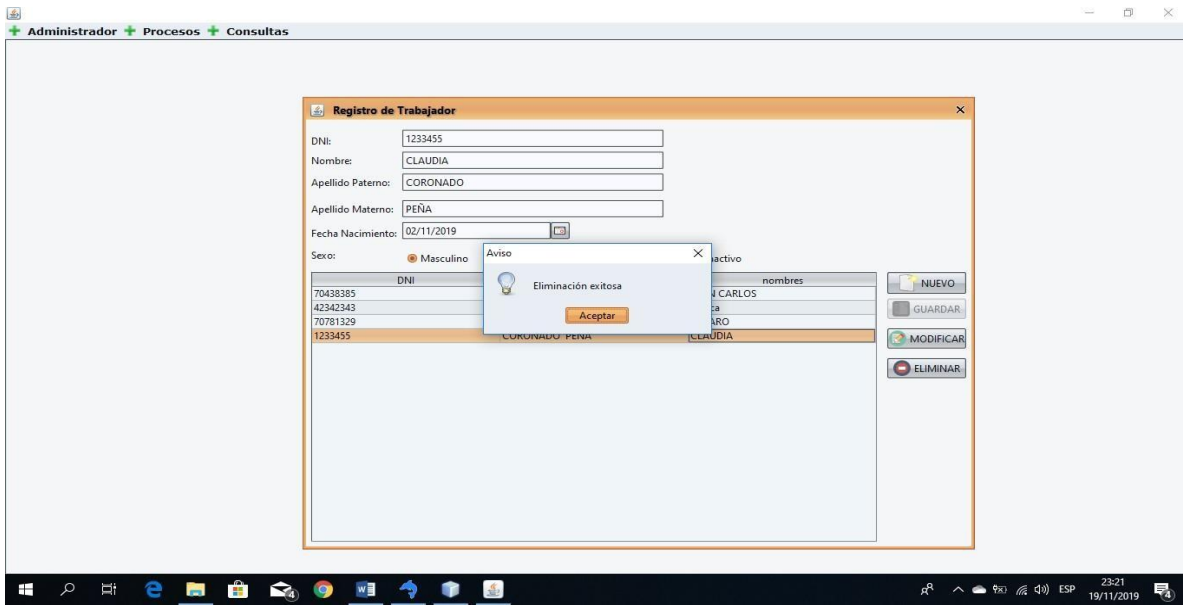 Administrador Procesos Consultas
Registro de Trabajador
DNI: 1233455
Nombre: CLAUDIA
Apellido Paterno: CORONADO
Apellido Materno: PEÑA
Fecha Nacimiento: 02/11/2019
Sexo: Masculino
Aviso
Eliminación exitosa
Aceptar
DNI nombres
70438385 CARLOS
42342343
70781329
1233455 CORONADO PEÑA CLAUDIA
NUEVO
GUARDAR
MODIFICAR
ELIMINAR
ESP
23:21
19/11/2019